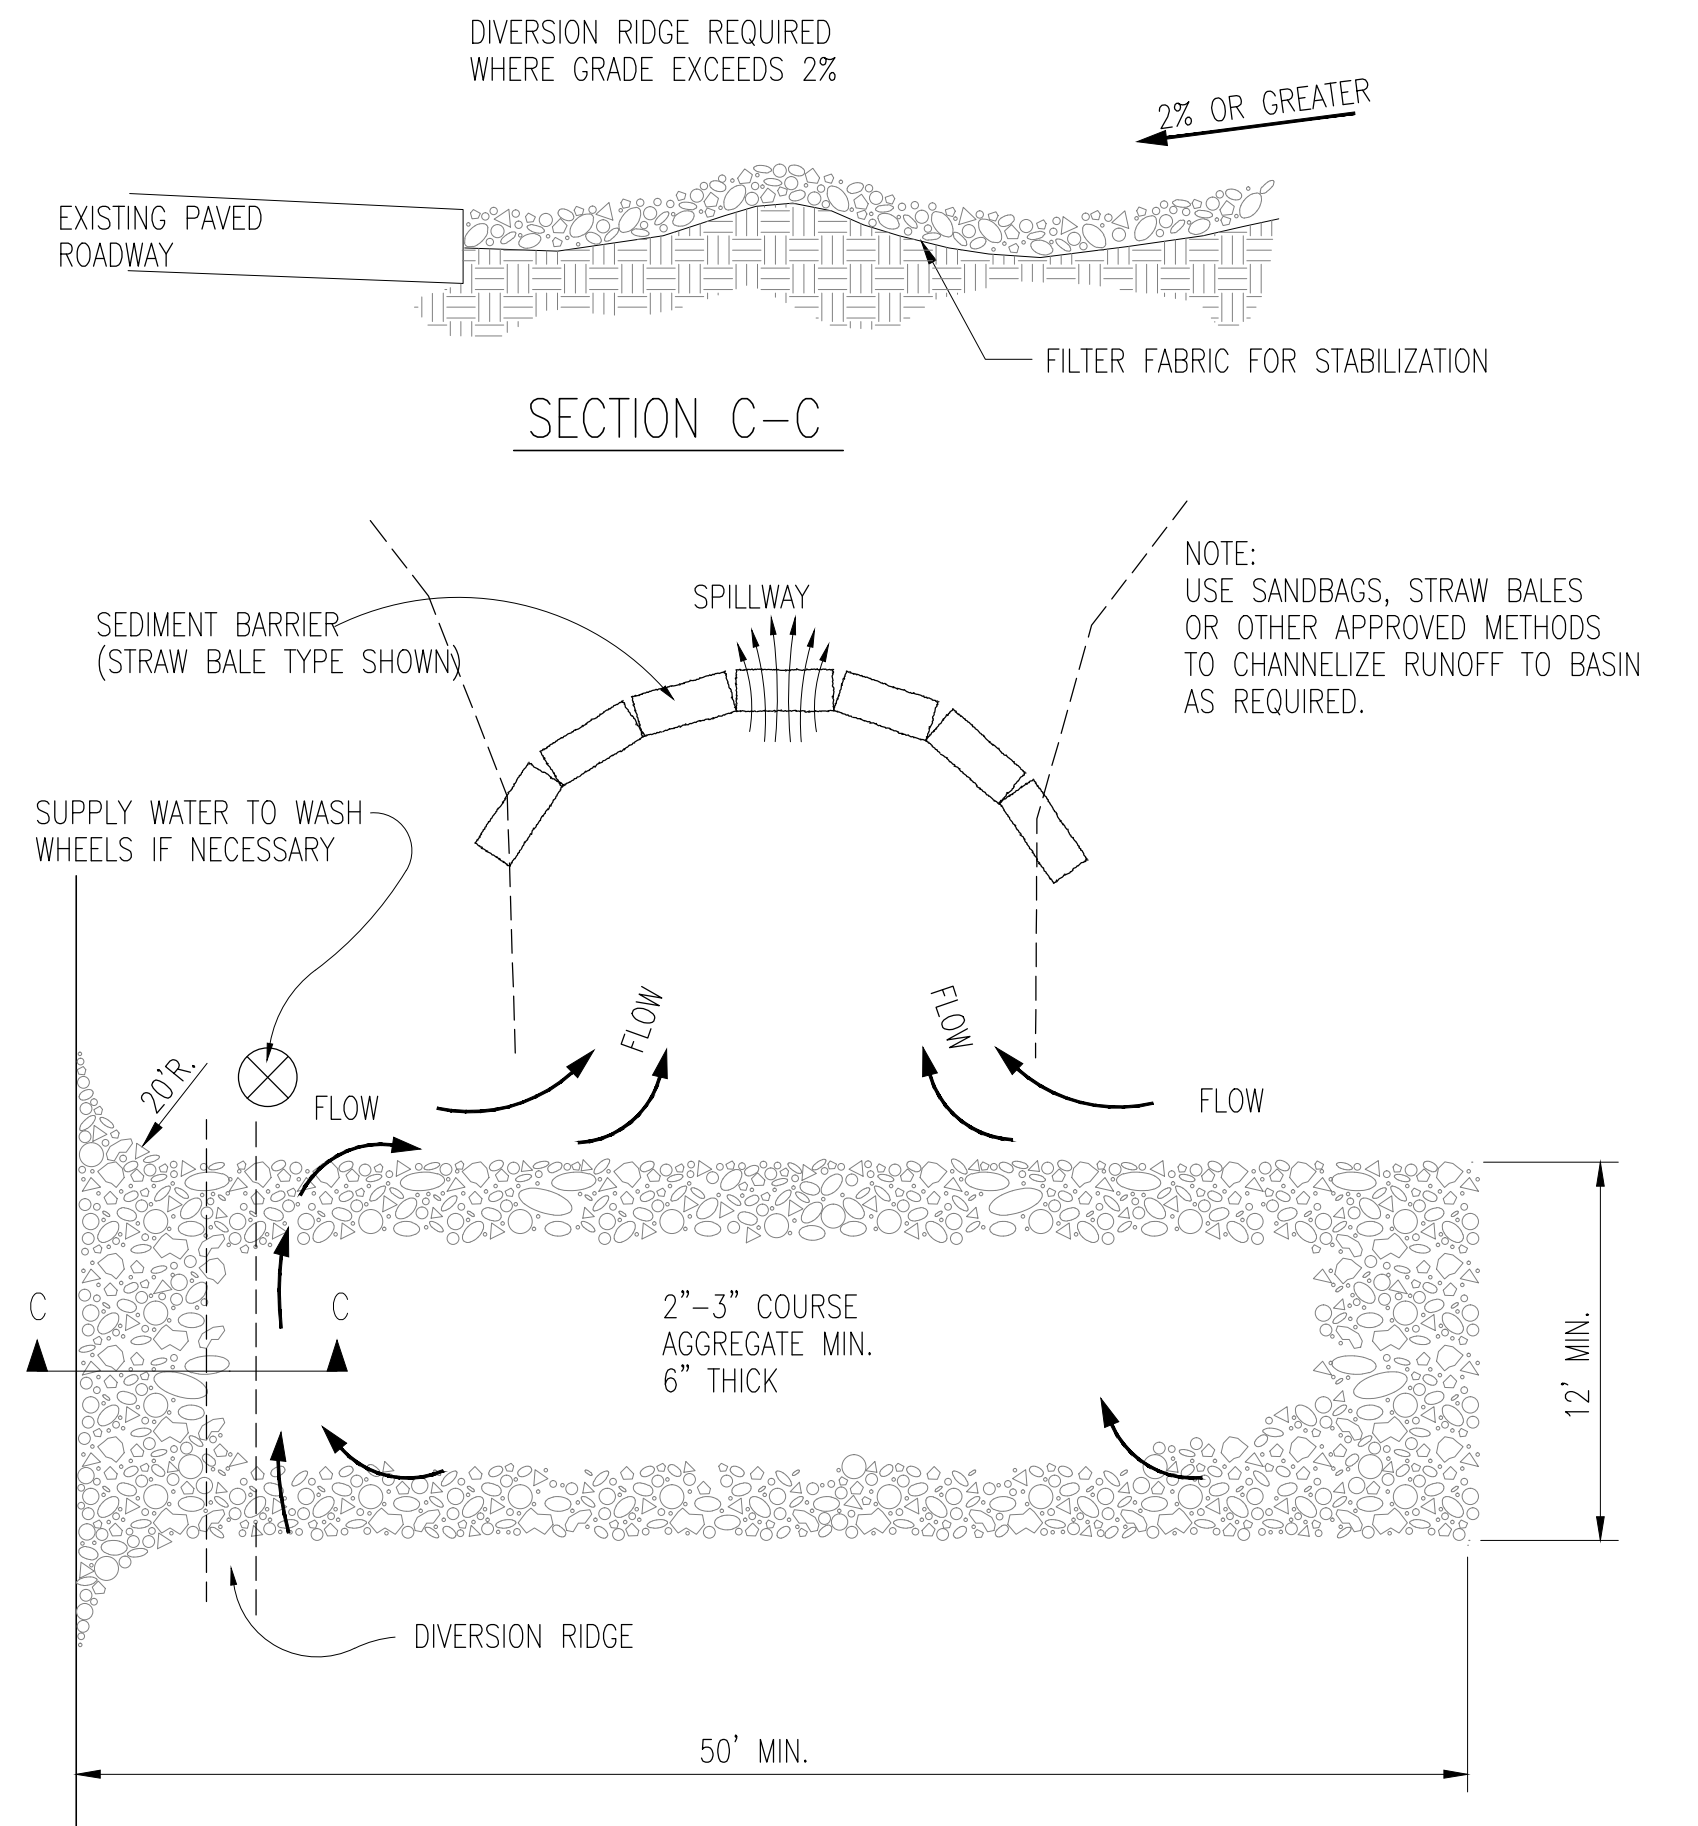 DIVERSION RIDGE REQUIRED
WHERE GRADE EXCEEDS 2%
2% OR GREATER
EXISTING PAVED
ROADWAY
FILTER FABRIC FOR STABILIZATION
SECTION C-C
NOTE:
USE SANDBAGS, STRAW BALES
OR OTHER APPROVED METHODS
TO CHANNELIZE RUNOFF TO BASIN
AS REQUIRED.
SPILLWAY
SEDIMENT BARRIER
(STRAW BALE TYPE SHOWN)
SUPPLY WATER TO WASH
WHEELS IF NECESSARY
FLOW
FLOW
20'R.
FLOW
FLOW
C
C
2"-3" COURSE
AGGREGATE MIN.
6" THICK
12' MIN.
DIVERSION RIDGE
50' MIN.